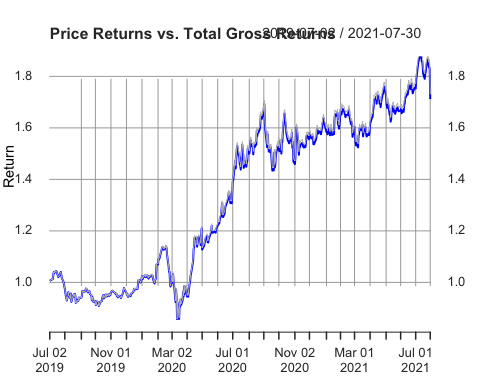 Price Returns vs. Total Gross Returns
2019-07-02 / 2021-07-30
1.8
1.6
1.4
1.2
1.0
Return
1.8
1.6
1.4
1.2
1.0
Jul 02 2019
Nov 01 2019
Mar 02 2020
Jul 01 2020
Nov 02 2020
Mar 01 2021
Jul 01 2021